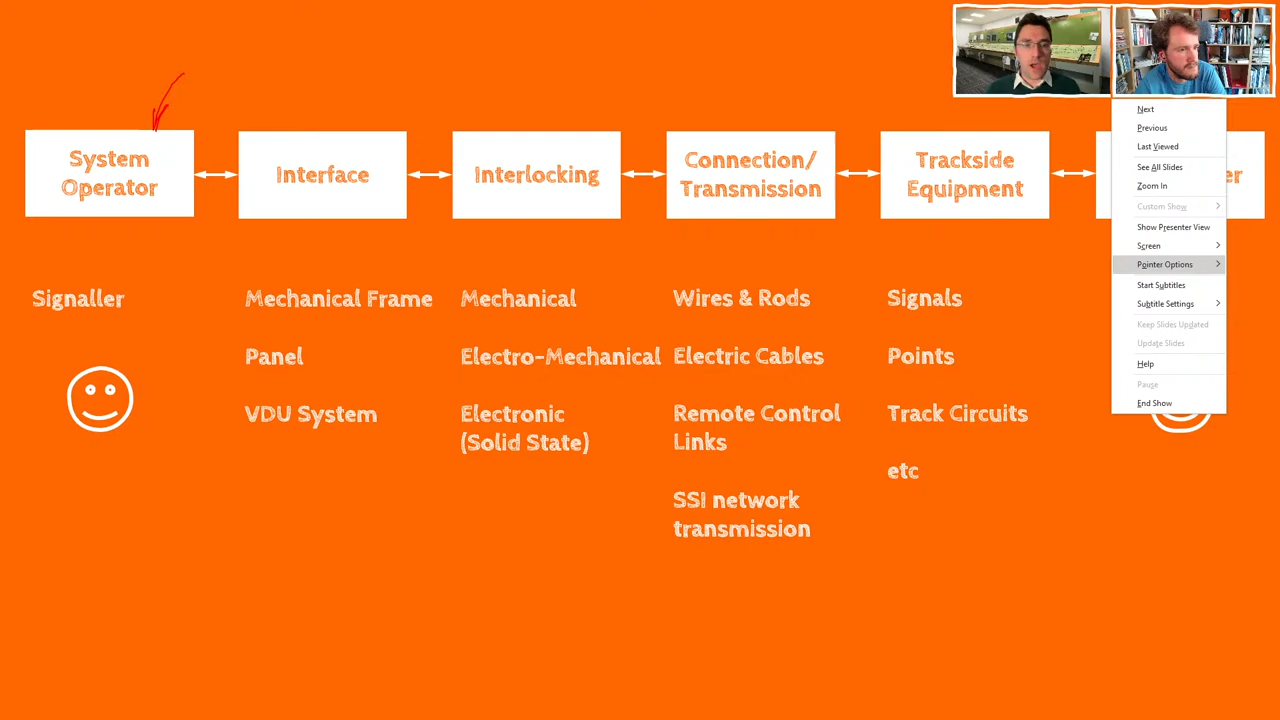 System
Operator
Interface
Interlocking
Connection/
Transmission
Trackside
Equipment
Signaller
Mechanical Frame
Panel
VDU System
Mechanical
Electro-Mechanical
Electronic
(Solid State)
Wires & Rods
Electric Cables
Remote Control
Links
SSI network
transmission
Signals
Points
Track Circuits
etc
Next
Previous
Last Viewed
See All Slides
Zoom In
Custom Show
Show Presenter View
Screen
Pointer Options
Start Subtitles
Subtitle Settings
Keep Slides Updated
Update Slides
Help
Pause
End Show